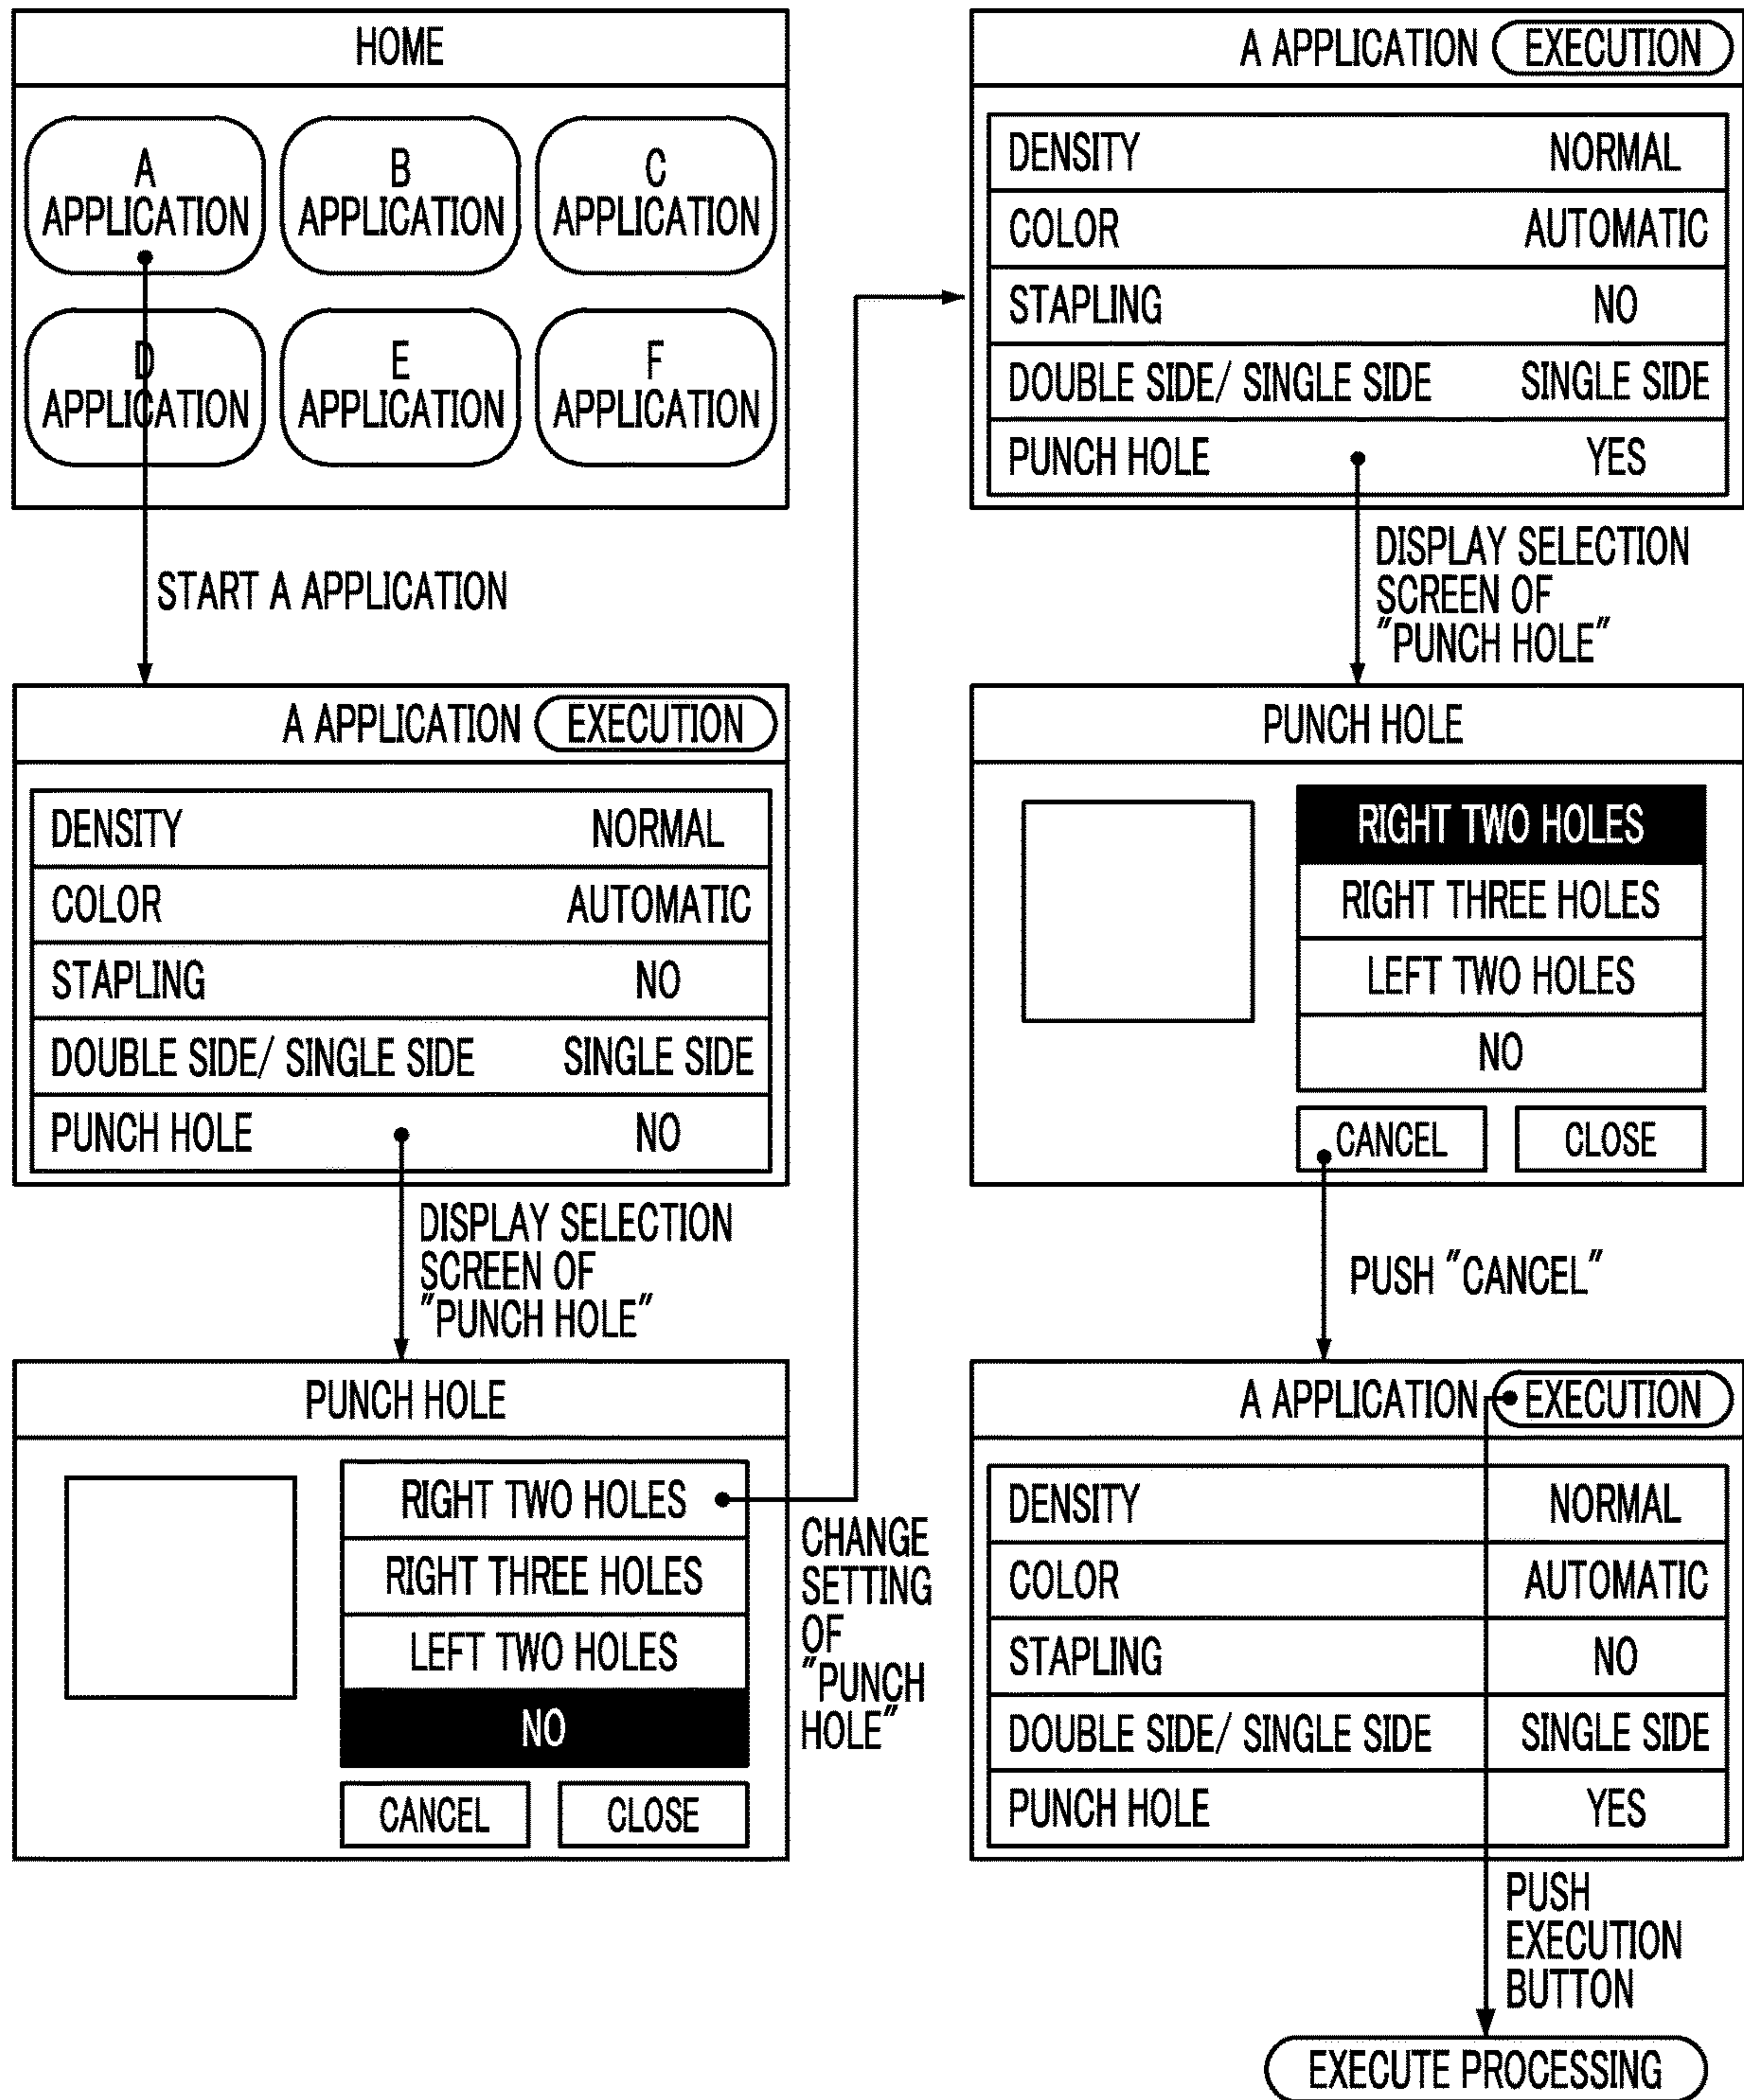 HOME
A
APPLICATION
B
APPLICATION
C
APPLICATION
D
APPLICATION
E
APPLICATION
F
APPLICATION
START A APPLICATION
A APPLICATION EXECUTION
DENSITY NORMAL
COLOR AUTOMATIC
STAPLING NO
DOUBLE SIDE/ SINGLE SIDE SINGLE SIDE
PUNCH HOLE NO
DISPLAY SELECTION
SCREEN OF
"PUNCH HOLE"
PUNCH HOLE
RIGHT TWO HOLES
RIGHT THREE HOLES
LEFT TWO HOLES
NO
CANCEL CLOSE
CHANGE
SETTING
OF
"PUNCH
HOLE"
A APPLICATION EXECUTION
DENSITY NORMAL
COLOR AUTOMATIC
STAPLING NO
DOUBLE SIDE/ SINGLE SIDE SINGLE SIDE
PUNCH HOLE YES
DISPLAY SELECTION
SCREEN OF
"PUNCH HOLE"
PUNCH HOLE
RIGHT TWO HOLES
RIGHT THREE HOLES
LEFT TWO HOLES
NO
CANCEL CLOSE
PUSH "CANCEL"
A APPLICATION EXECUTION
DENSITY NORMAL
COLOR AUTOMATIC
STAPLING NO
DOUBLE SIDE/ SINGLE SIDE SINGLE SIDE
PUNCH HOLE YES
PUSH
EXECUTION
BUTTON
EXECUTE PROCESSING